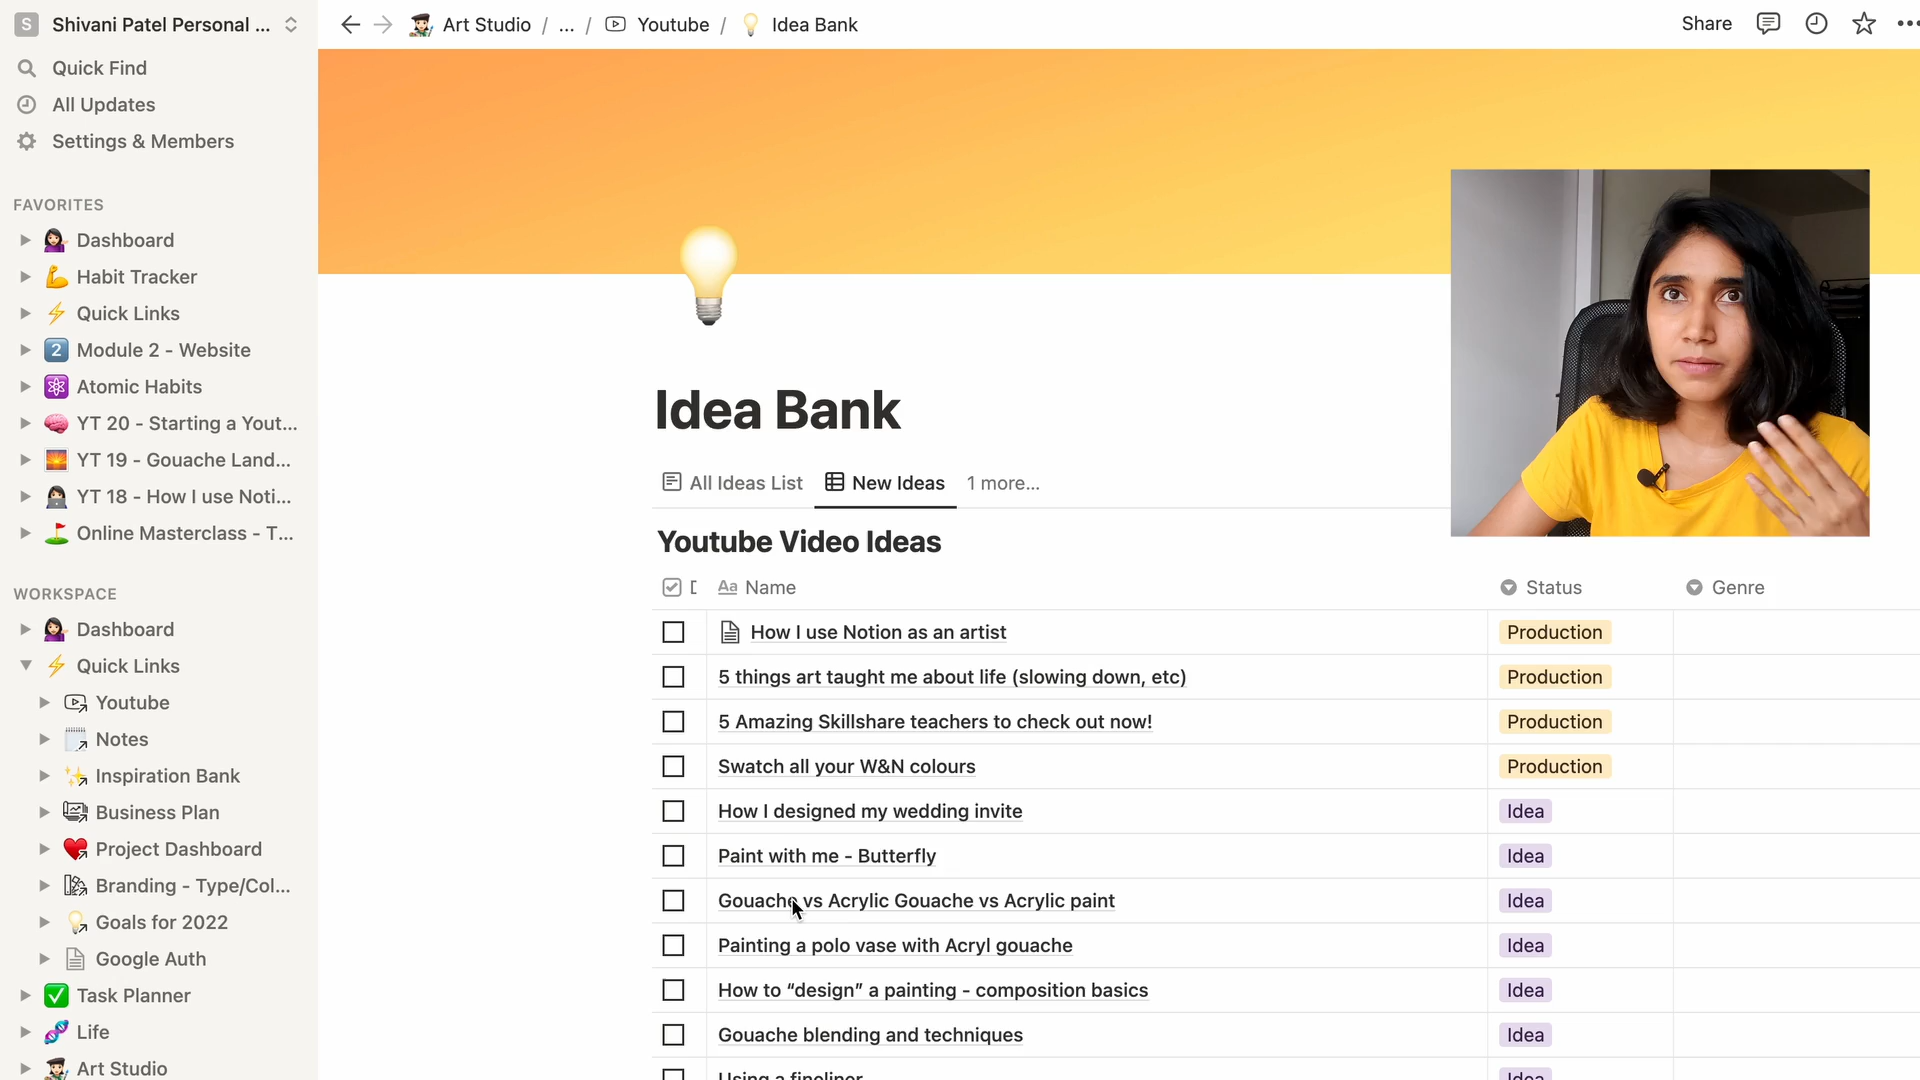 S Shivani Patel Personal ...
Quick Find
All Updates
Settings & Members
FAVORITES
Dashboard
Habit Tracker
Quick Links
2 Module 2 - Website
Atomic Habits
YT 20 - Starting a Yout...
YT 19 - Gouache Land...
YT 18 - How I use Noti...
Online Masterclass - T...
WORKSPACE
Dashboard
Quick Links
Youtube
Notes
Inspiration Bank
Business Plan
Project Dashboard
Branding - Type/Col...
Goals for 2022
Google Auth
Task Planner
Life
Art Studio
Art Studio / ... / Youtube / Idea Bank
Share
Idea Bank
All Ideas List New Ideas 1 more...
Youtube Video Ideas
Aa Name Status Genre
How I use Notion as an artist Production
5 things art taught me about life (slowing down, etc) Production
5 Amazing Skillshare teachers to check out now! Production
Swatch all your W&N colours Production
How I designed my wedding invite Idea
Paint with me - Butterfly Idea
Gouache vs Acrylic Gouache vs Acrylic paint Idea
Painting a polo vase with Acryl gouache Idea
How to “design” a painting - composition basics Idea
Gouache blending and techniques Idea
Using a fineliner Idea